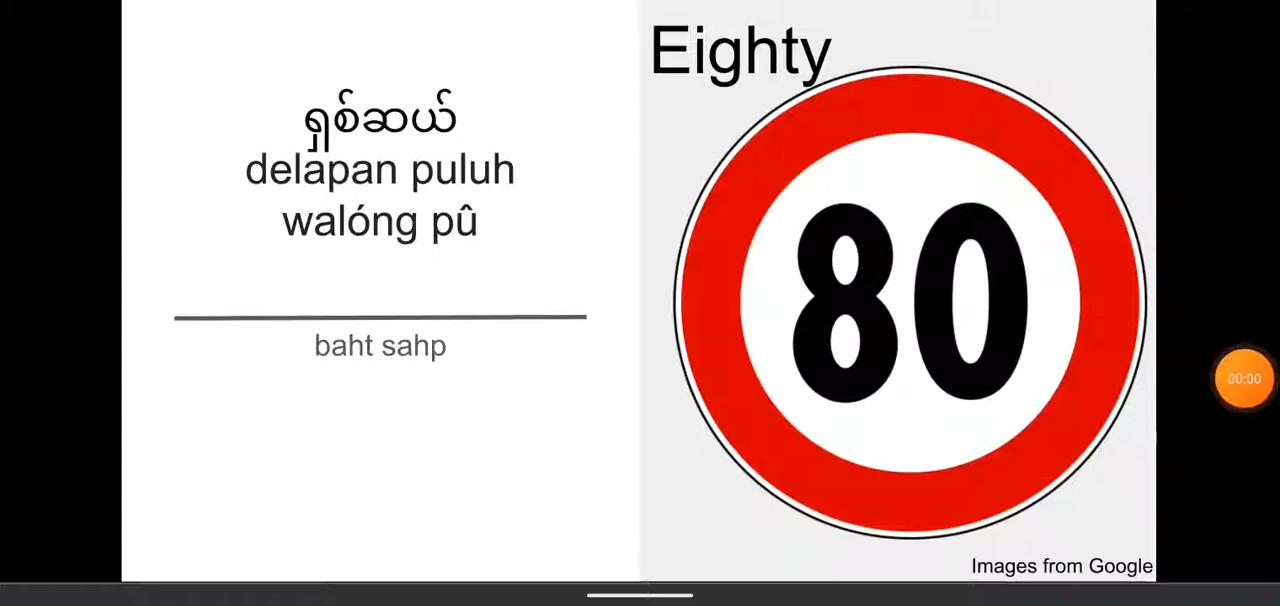 ရှစ်ဆယ်
delapan puluh
walóng pû
baht sahp
Eighty
80
Images from Google
00:00